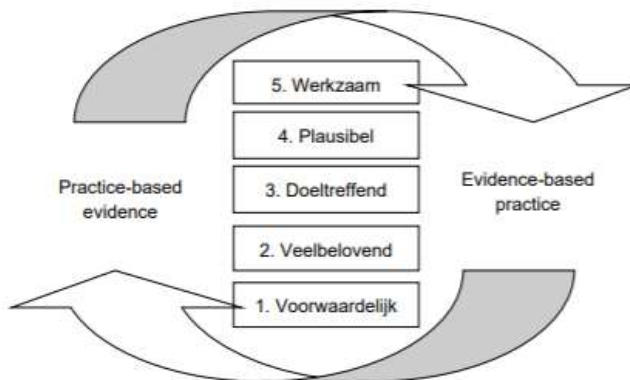 5. Werkzaam
4. Plausibel
Practice-based
evidence
3. Doeltreffend
Evidence-based
practice
2. Veelbelovend
1. Voorwaardelijk